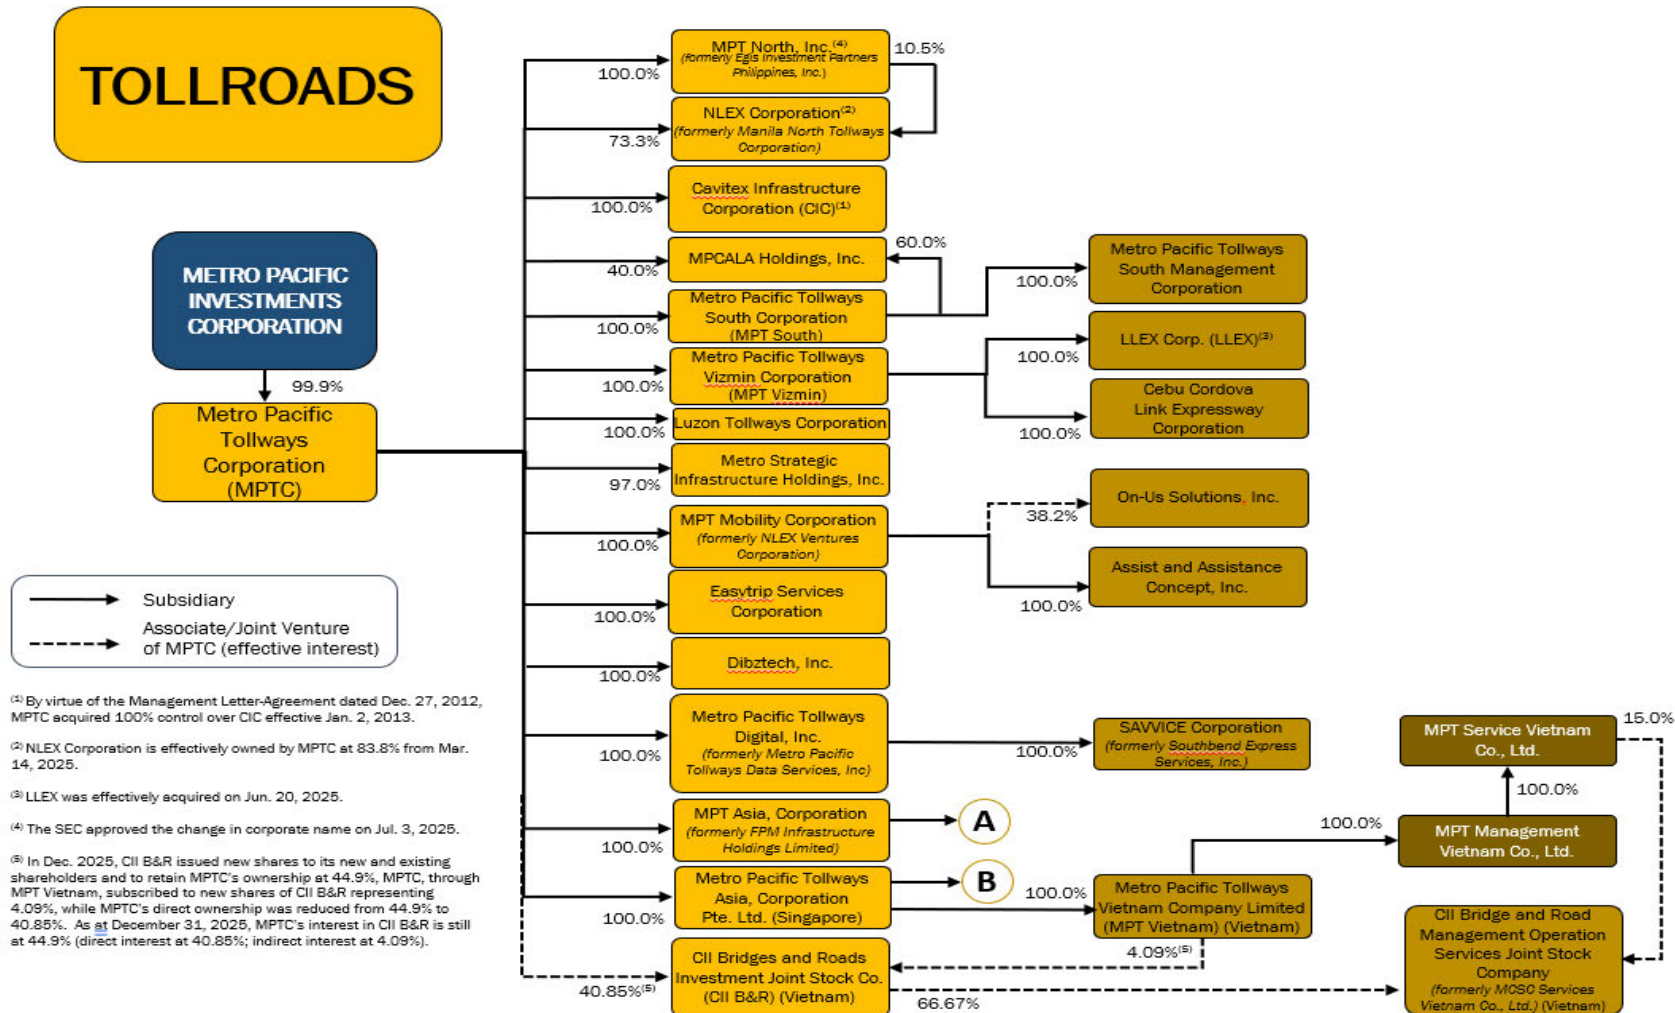 TOLLROADS
METRO PACIFIC
INVESTMENTS
CORPORATION
99.9%
Metro Pacific
Tollways
Corporation
(MPTC)
Subsidiary
Associate/Joint Venture
of MPTC (effective interest)
(1) By virtue of the Management Letter-Agreement dated Dec. 27, 2012,
MPTC acquired 100% control over CIC effective Jan. 2, 2013.
(2) NLEX Corporation is effectively owned by MPTC at 83.8% from Mar.
14, 2025.
(3) LLEX was effectively acquired on Jun. 20, 2025.
(4) The SEC approved the change in corporate name on Jul. 3, 2025.
(5) In Dec. 2025, CII B&R issued new shares to its new and existing
shareholders and to retain MPTC's ownership at 44.9%, MPTC, through
MPT Vietnam, subscribed to new shares of CII B&R representing
4.09%, while MPTC's direct ownership was reduced from 44.9% to
40.85%. As at December 31, 2025, MPTC's interest in CII B&R is still
at 44.9% (direct interest at 40.85%; indirect interest at 4.09%).
100.0%
MPT North, Inc.(4)
(formerly Egis Investment Partners
Philippines, Inc.)
10.5%
73.3%
NLEX Corporation(2)
(formerly Manila North Tollways
Corporation)
100.0%
Cavitex Infrastructure
Corporation (CIC)(1)
40.0%
MPCALA Holdings, Inc.
60.0%
100.0%
Metro Pacific Tollways
South Corporation
(MPT South)
100.0%
Metro Pacific Tollways
South Management
Corporation
100.0%
Metro Pacific Tollways
Vizmin Corporation
(MPT Vizmin)
100.0%
LLEX Corp. (LLEX)(3)
100.0%
Cebu Cordova
Link Expressway
Corporation
100.0%
Luzon Tollways Corporation
97.0%
Metro Strategic
Infrastructure Holdings, Inc.
100.0%
MPT Mobility Corporation
(formerly NLEX Ventures
Corporation)
38.2%
On-Us Solutions, Inc.
100.0%
Assist and Assistance
Concept, Inc.
100.0%
Easytrip Services
Corporation
100.0%
Dibztech, Inc.
100.0%
Metro Pacific Tollways
Digital, Inc.
(formerly Metro Pacific
Tollways Data Services, Inc)
100.0%
SAVVICE Corporation
(formerly Southbend Express
Services, Inc.)
100.0%
MPT Asia, Corporation
(formerly FPM Infrastructure
Holdings Limited)
A
100.0%
Metro Pacific Tollways
Asia, Corporation
Pte. Ltd. (Singapore)
B
100.0%
Metro Pacific Tollways
Vietnam Company Limited
(MPT Vietnam) (Vietnam)
100.0%
MPT Management
Vietnam Co., Ltd.
100.0%
MPT Service Vietnam
Co., Ltd.
15.0%
4.09%(5)
40.85%(5)
CII Bridges and Roads
Investment Joint Stock Co.
(CII B&R) (Vietnam)
66.67%
CII Bridge and Road
Management Operation
Services Joint Stock
Company
(formerly MCSC Services
Vietnam Co., Ltd.) (Vietnam)